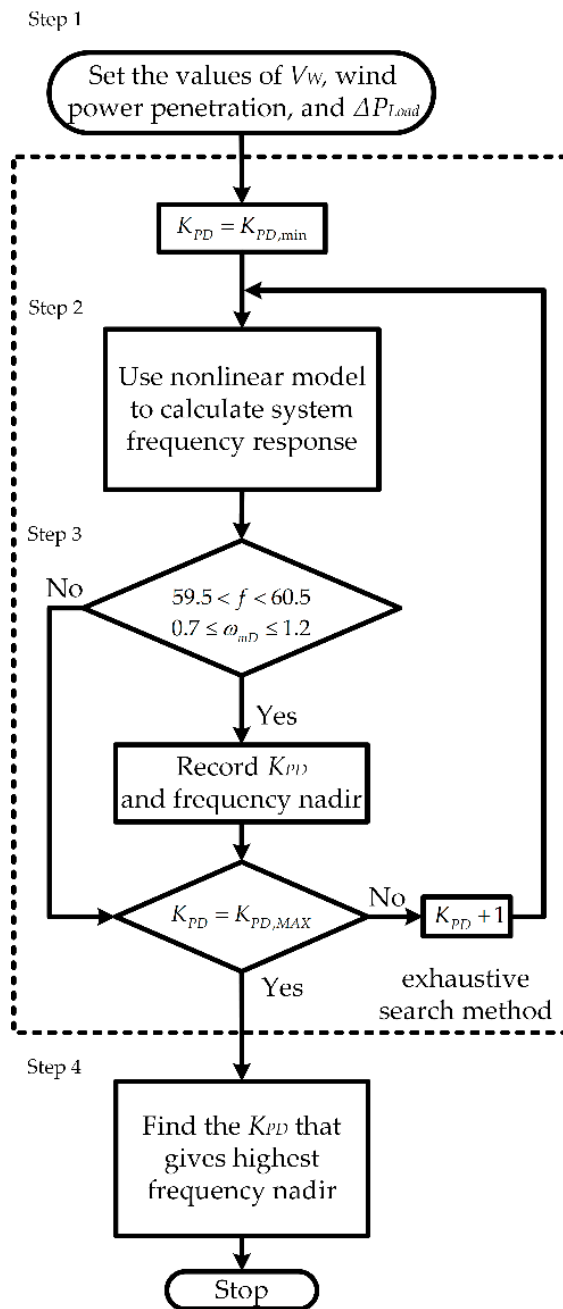 Step 1
Set the values of VW, wind
power penetration, and ΔPLoad
KPD = KPD,min
Step 2
Use nonlinear model
to calculate system
frequency response
Step 3
No
59.5 < f < 60.5
0.7 ≤ ωmD ≤ 1.2
Yes
Record KPD
and frequency nadir
KPD = KPD,MAX
No
KPD + 1
Yes
exhaustive
search method
Step 4
Find the KPD that
gives highest
frequency nadir
Stop